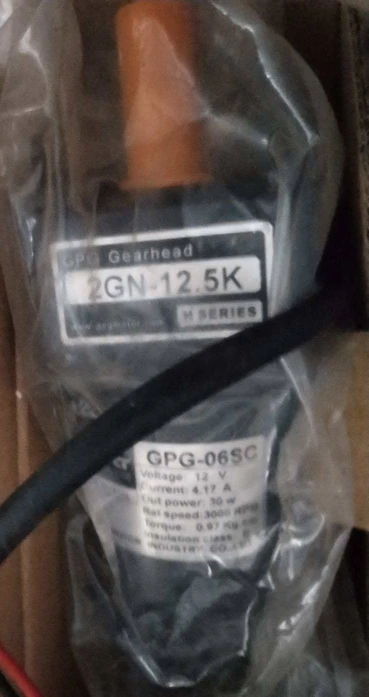 GPG Gearhead
2GN-12.5K
H SERIES
GPG-06SC
Voltage: 12 V
Current: 4.17 A
Out power: 30 w
Rat speed: 3000 RPM
Torque: 0.97 Kg
Insulation class:
INDUSTRY CO.